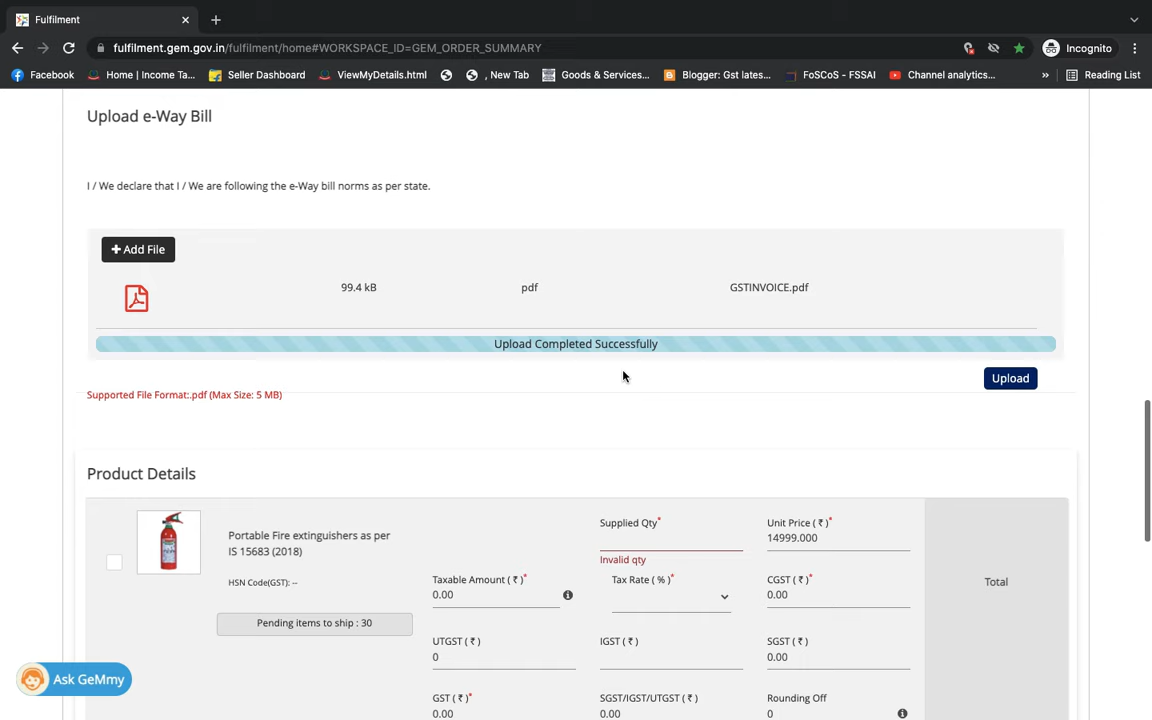 Fulfilment
fulfilment.gem.gov.in/fulfilment/home#WORKSPACE_ID=GEM_ORDER_SUMMARY
Incognito
Facebook
Home | Income Ta...
Seller Dashboard
ViewMyDetails.html
, New Tab
Goods & Services...
Blogger: Gst lates...
FoSCoS - FSSAI
Channel analytics...
»
Reading List
Upload e-Way Bill
I / We declare that I / We are following the e-Way bill norms as per state.
+ Add File
99.4 kB
pdf
GSTINVOICE.pdf
Upload Completed Successfully
Upload
Supported File Format:.pdf (Max Size: 5 MB)
Product Details
Portable Fire extinguishers as per
IS 15683 (2018)
HSN Code(GST): --
Pending items to ship : 30
Supplied Qty*
Invalid qty
Unit Price ( ₹ )*
14999.000
Taxable Amount ( ₹ )*
0.00
Tax Rate ( % )*
CGST ( ₹ )*
0.00
UTGST ( ₹ )
0
IGST ( ₹ )
SGST ( ₹ )
0.00
GST ( ₹ )*
0.00
SGST/IGST/UTGST ( ₹ )
0.00
Rounding Off
0
Total
Ask GeMmy